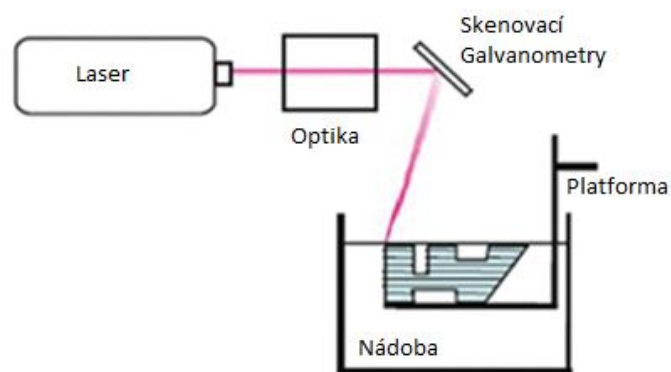 Skenovací
Galvanometry
Laser
Optika
Platforma
Nádoba